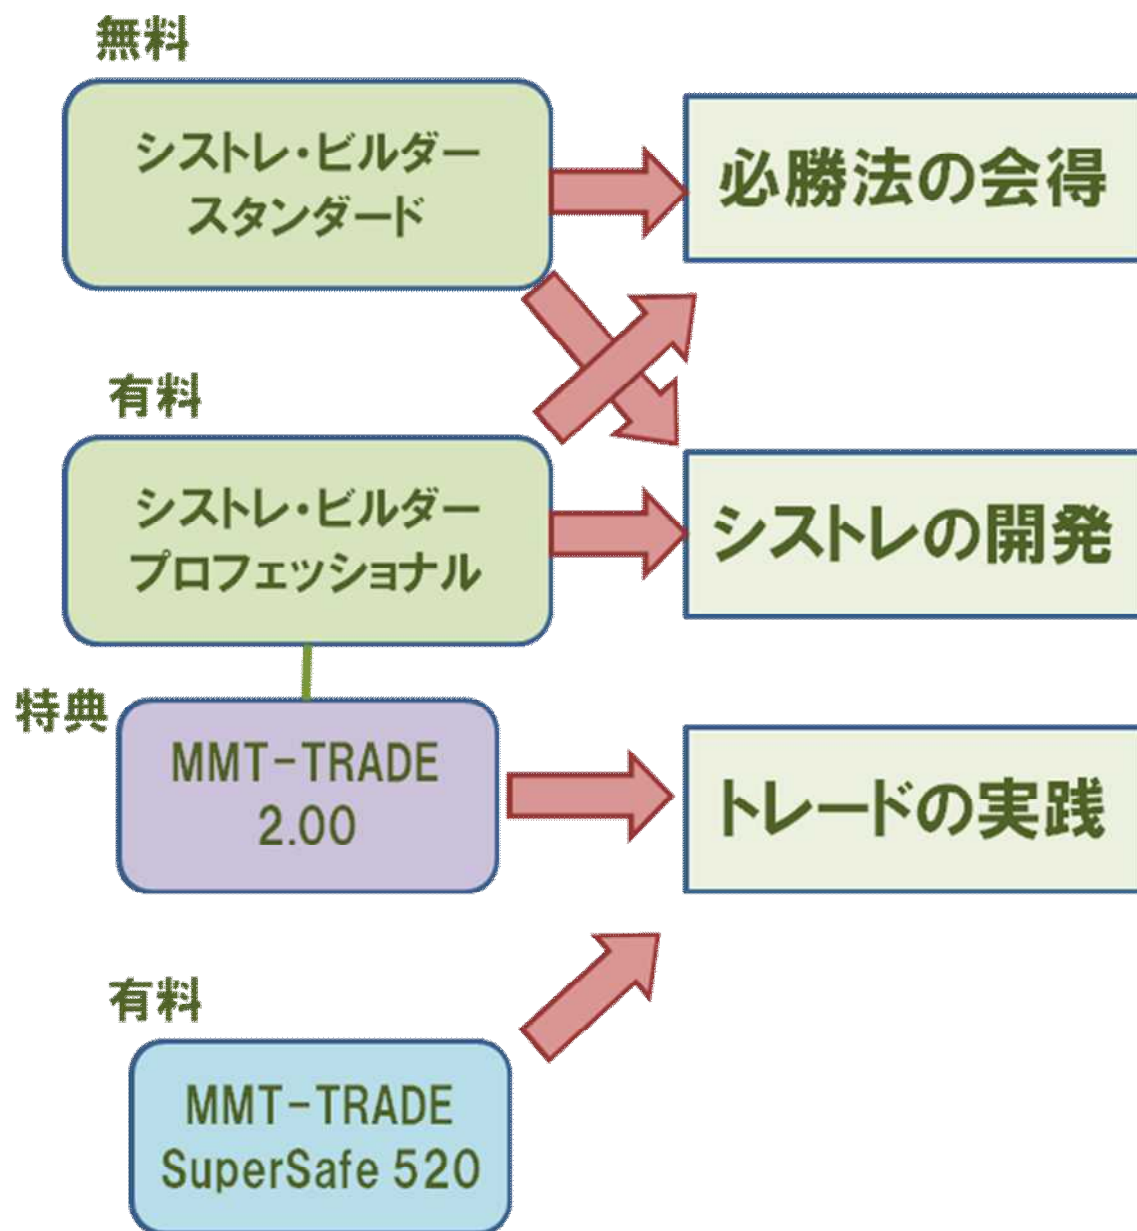 無料
シストレ・ビルダー
スタンダード
必勝法の会得
有料
シストレ・ビルダー
プロフェッショナル
シストレの開発
特典
MMT-TRADE
2.00
トレードの実践
有料
MMT-TRADE
SuperSafe 520